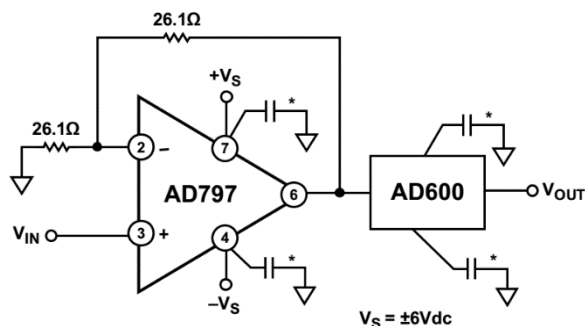 26.1Ω
+VS
*
*
26.1Ω
2
−
7
AD797
6
AD600
VOUT
VIN
3
+
4
*
*
−VS
VS = ±6Vdc